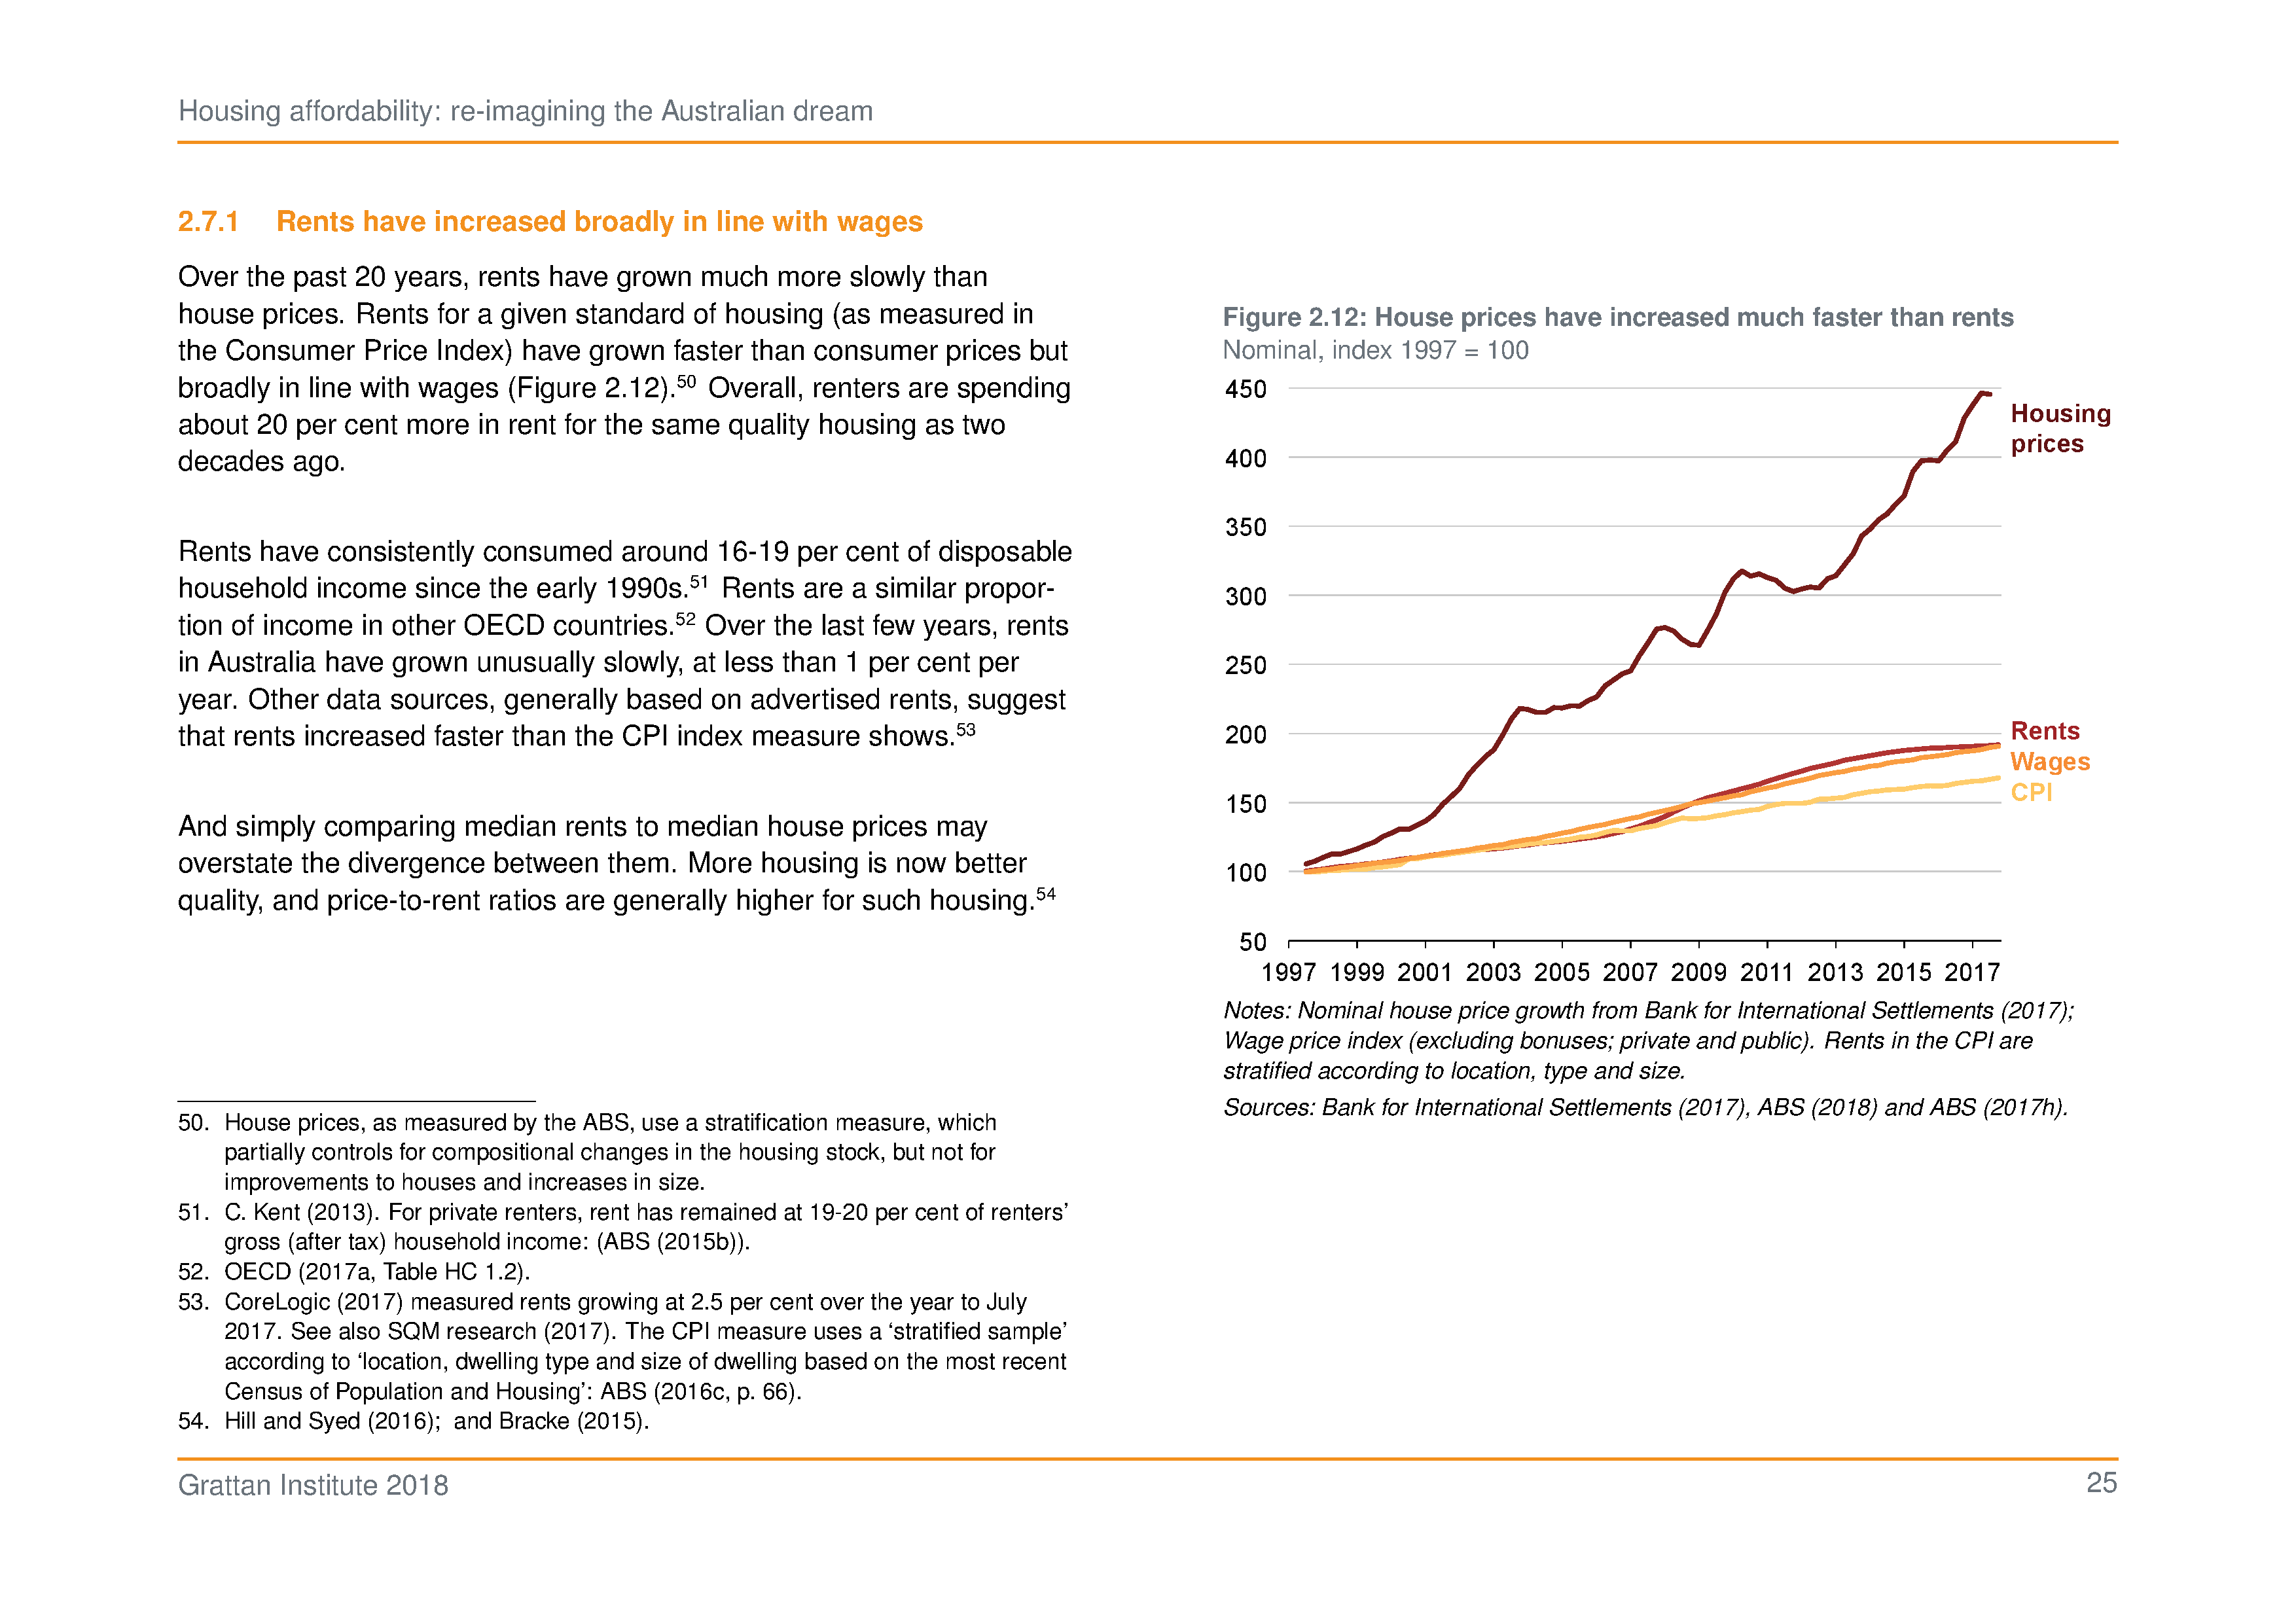 Housing affordability: re-imagining the Australian dream
2.7.1 Rents have increased broadly in line with wages
Over the past 20 years, rents have grown much more slowly than
house prices. Rents for a given standard of housing (as measured in
the Consumer Price Index) have grown faster than consumer prices but
broadly in line with wages (Figure 2.12).50 Overall, renters are spending
about 20 per cent more in rent for the same quality housing as two
decades ago.
Rents have consistently consumed around 16-19 per cent of disposable
household income since the early 1990s.51 Rents are a similar propor-
tion of income in other OECD countries.52 Over the last few years, rents
in Australia have grown unusually slowly, at less than 1 per cent per
year. Other data sources, generally based on advertised rents, suggest
that rents increased faster than the CPI index measure shows.53
And simply comparing median rents to median house prices may
overstate the divergence between them. More housing is now better
quality, and price-to-rent ratios are generally higher for such housing.54
50. House prices, as measured by the ABS, use a stratification measure, which
partially controls for compositional changes in the housing stock, but not for
improvements to houses and increases in size.
51. C. Kent (2013). For private renters, rent has remained at 19-20 per cent of renters’
gross (after tax) household income: (ABS (2015b)).
52. OECD (2017a, Table HC 1.2).
53. CoreLogic (2017) measured rents growing at 2.5 per cent over the year to July
2017. See also SQM research (2017). The CPI measure uses a ‘stratified sample’
according to ‘location, dwelling type and size of dwelling based on the most recent
Census of Population and Housing’: ABS (2016c, p. 66).
54. Hill and Syed (2016); and Bracke (2015).
Figure 2.12: House prices have increased much faster than rents
Nominal, index 1997 = 100
450
Housing
prices
400
350
300
250
200
Rents
Wages
CPI
150
100
50
1997 1999 2001 2003 2005 2007 2009 2011 2013 2015 2017
Notes: Nominal house price growth from Bank for International Settlements (2017);
Wage price index (excluding bonuses; private and public). Rents in the CPI are
stratified according to location, type and size.
Sources: Bank for International Settlements (2017), ABS (2018) and ABS (2017h).
Grattan Institute 2018
25